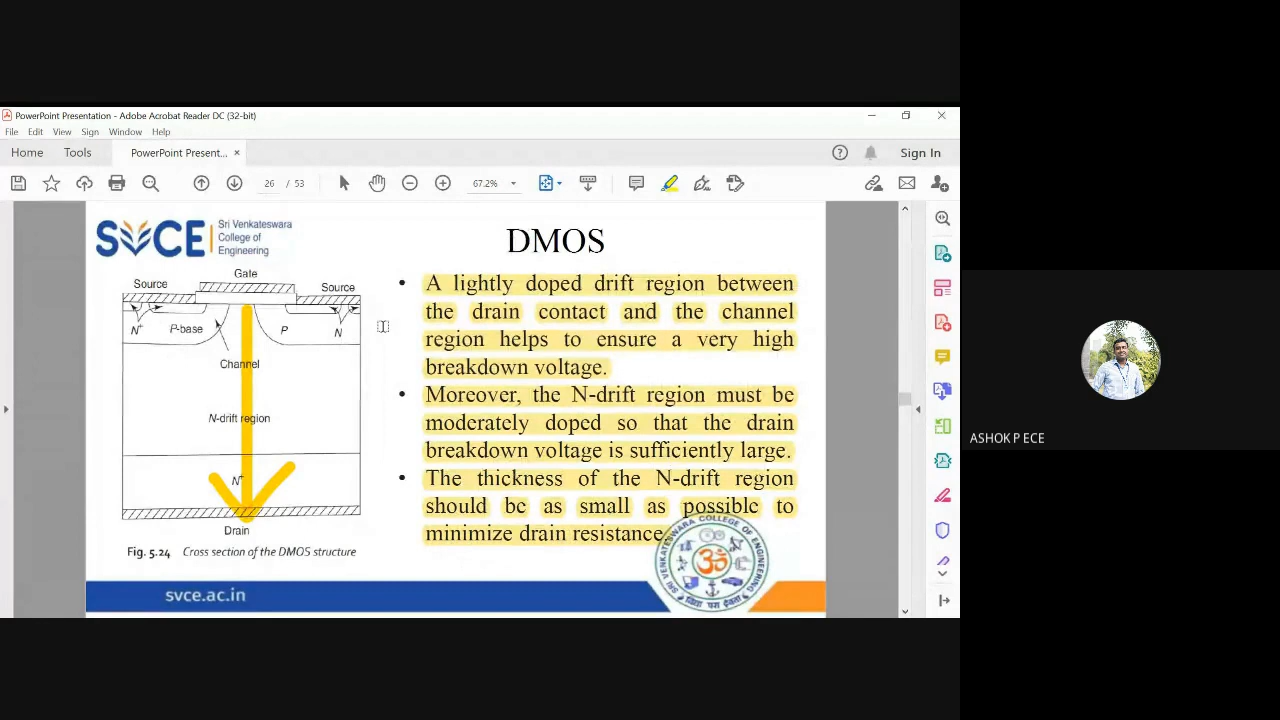 PowerPoint Presentation - Adobe Acrobat Reader DC (32-bit)
File Edit View Sign Window Help
Home Tools PowerPoint Present... × Sign In
26 / 53 67.2%
SVCE
Sri Venkateswara
College of
Engineering
DMOS
Gate
Source Source
N+ P-base P N
Channel
N-drift region
N+
Drain
Fig. 5.24 Cross section of the DMOS structure
• A lightly doped drift region between
the drain contact and the channel
region helps to ensure a very high
breakdown voltage.
• Moreover, the N-drift region must be
moderately doped so that the drain
breakdown voltage is sufficiently large.
• The thickness of the N-drift region
should be as small as possible to
minimize drain resistance
SRI VENKATESWARA COLLEGE OF ENGINEERING
ॐ
svce.ac.in
ASHOK P ECE